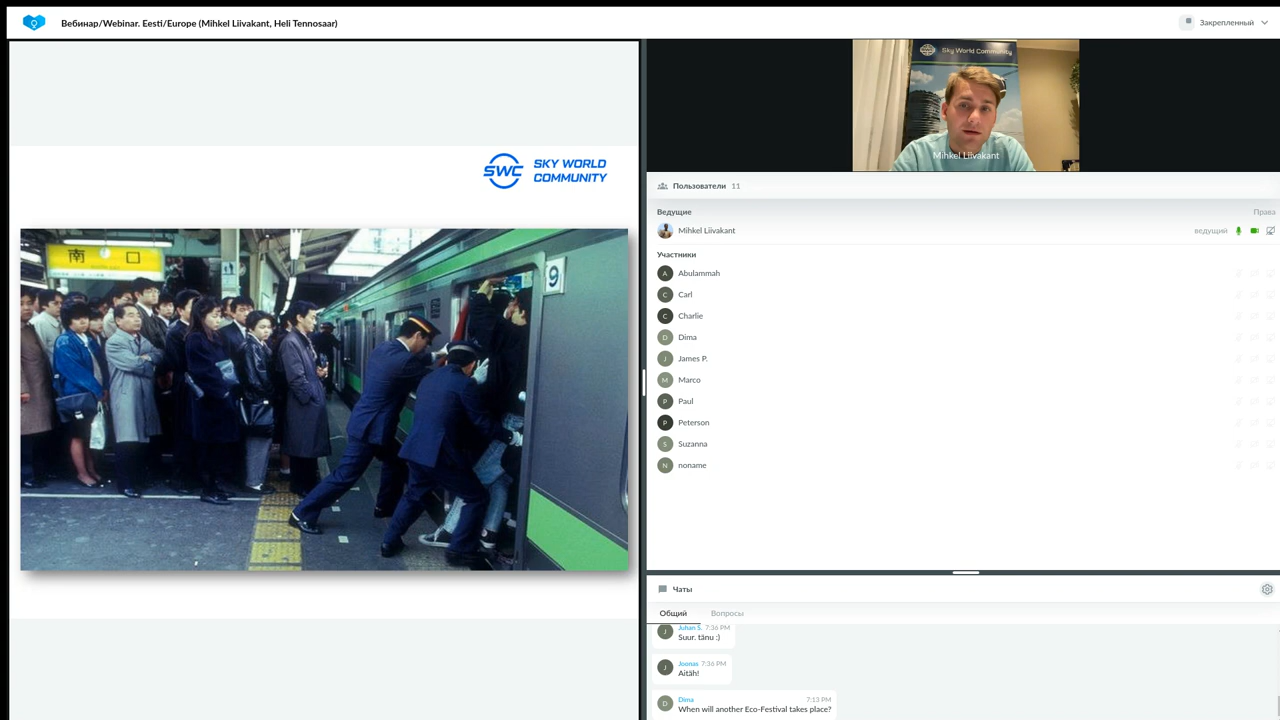 Вебинар/Webinar. Eesti/Europe (Mihkel Liivakant, Heli Tennosaar)
Закрепленный
SWC SKY WORLD
COMMUNITY
南口
9
Sky World Community
Mihkel Liivakant
Пользователи 11
Ведущие Права
Mihkel Liivakant ведущий
Участники
A Abulammah
C Carl
C Charlie
D Dima
J James P.
M Marco
P Paul
P Peterson
S Suzanna
N noname
Чаты
Общий Вопросы
J Julian S. 7:36 PM
Suur. tänu :)
J Joonas 7:36 PM
Aitäh!
D Dima 7:13 PM
When will another Eco-Festival takes place?